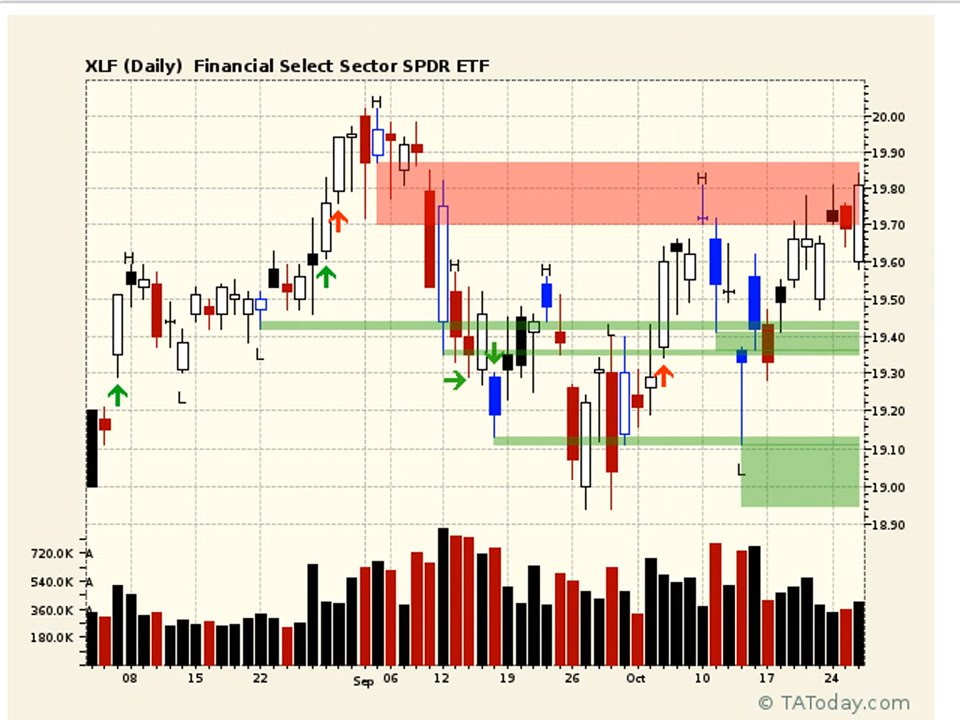 XLF (Daily)  Financial Select Sector SPDR ETF
H
20.00
19.90
H
19.80
19.70
H
H
H
19.60
19.50
L
L
19.40
19.30
L
19.20
19.10
L
19.00
18.90
720.0K A
540.0K A
360.0K A
180.0K
08 15 22 Sep 06 12 19 26 Oct 10 17 24
© TAToday.com